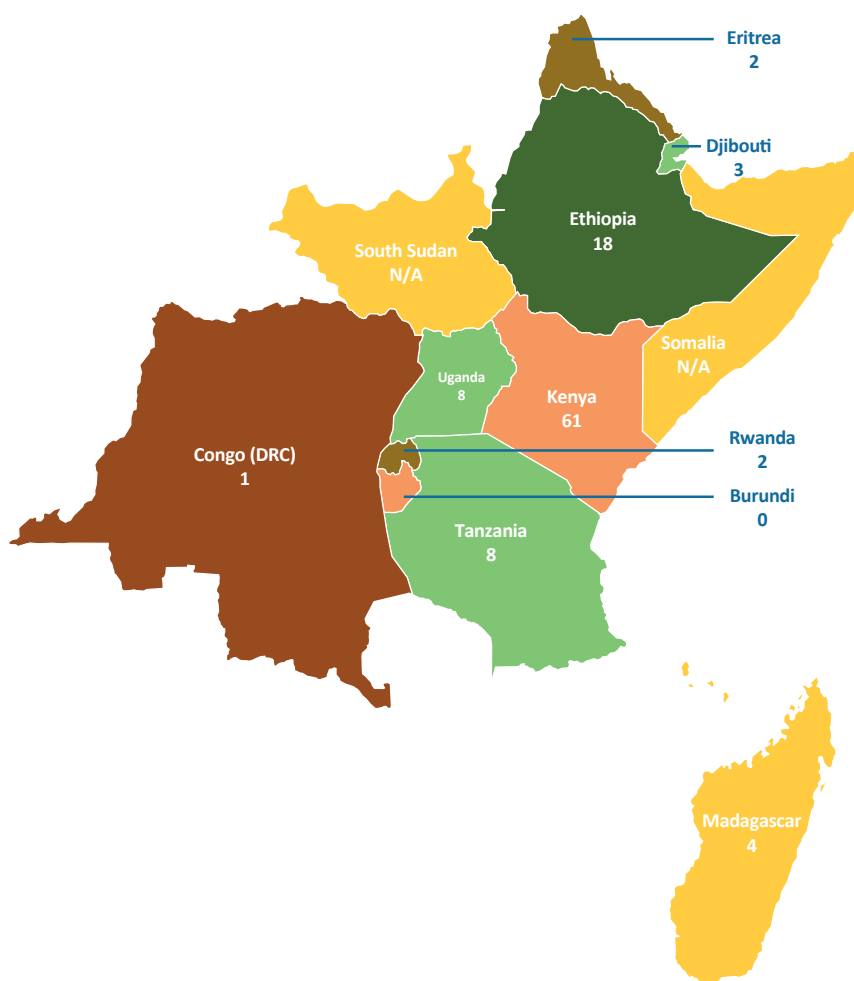 Eritrea
2
Djibouti
3
Ethiopia
18
South Sudan
N/A
Somalia
N/A
Uganda
8
Kenya
61
Rwanda
2
Congo (DRC)
1
Burundi
0
Tanzania
8
Madagascar
4